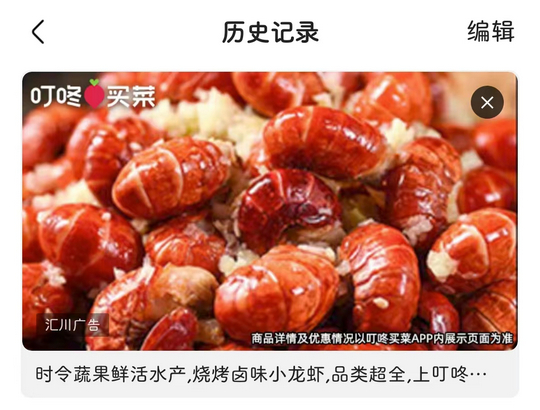 历史记录
编辑
叮咚买菜
汇川广告
商品详情及优惠情况以叮咚买菜APP内展示页面为准
时令蔬果鲜活水产,烧烤卤味小龙虾,品类超全,上叮咚…